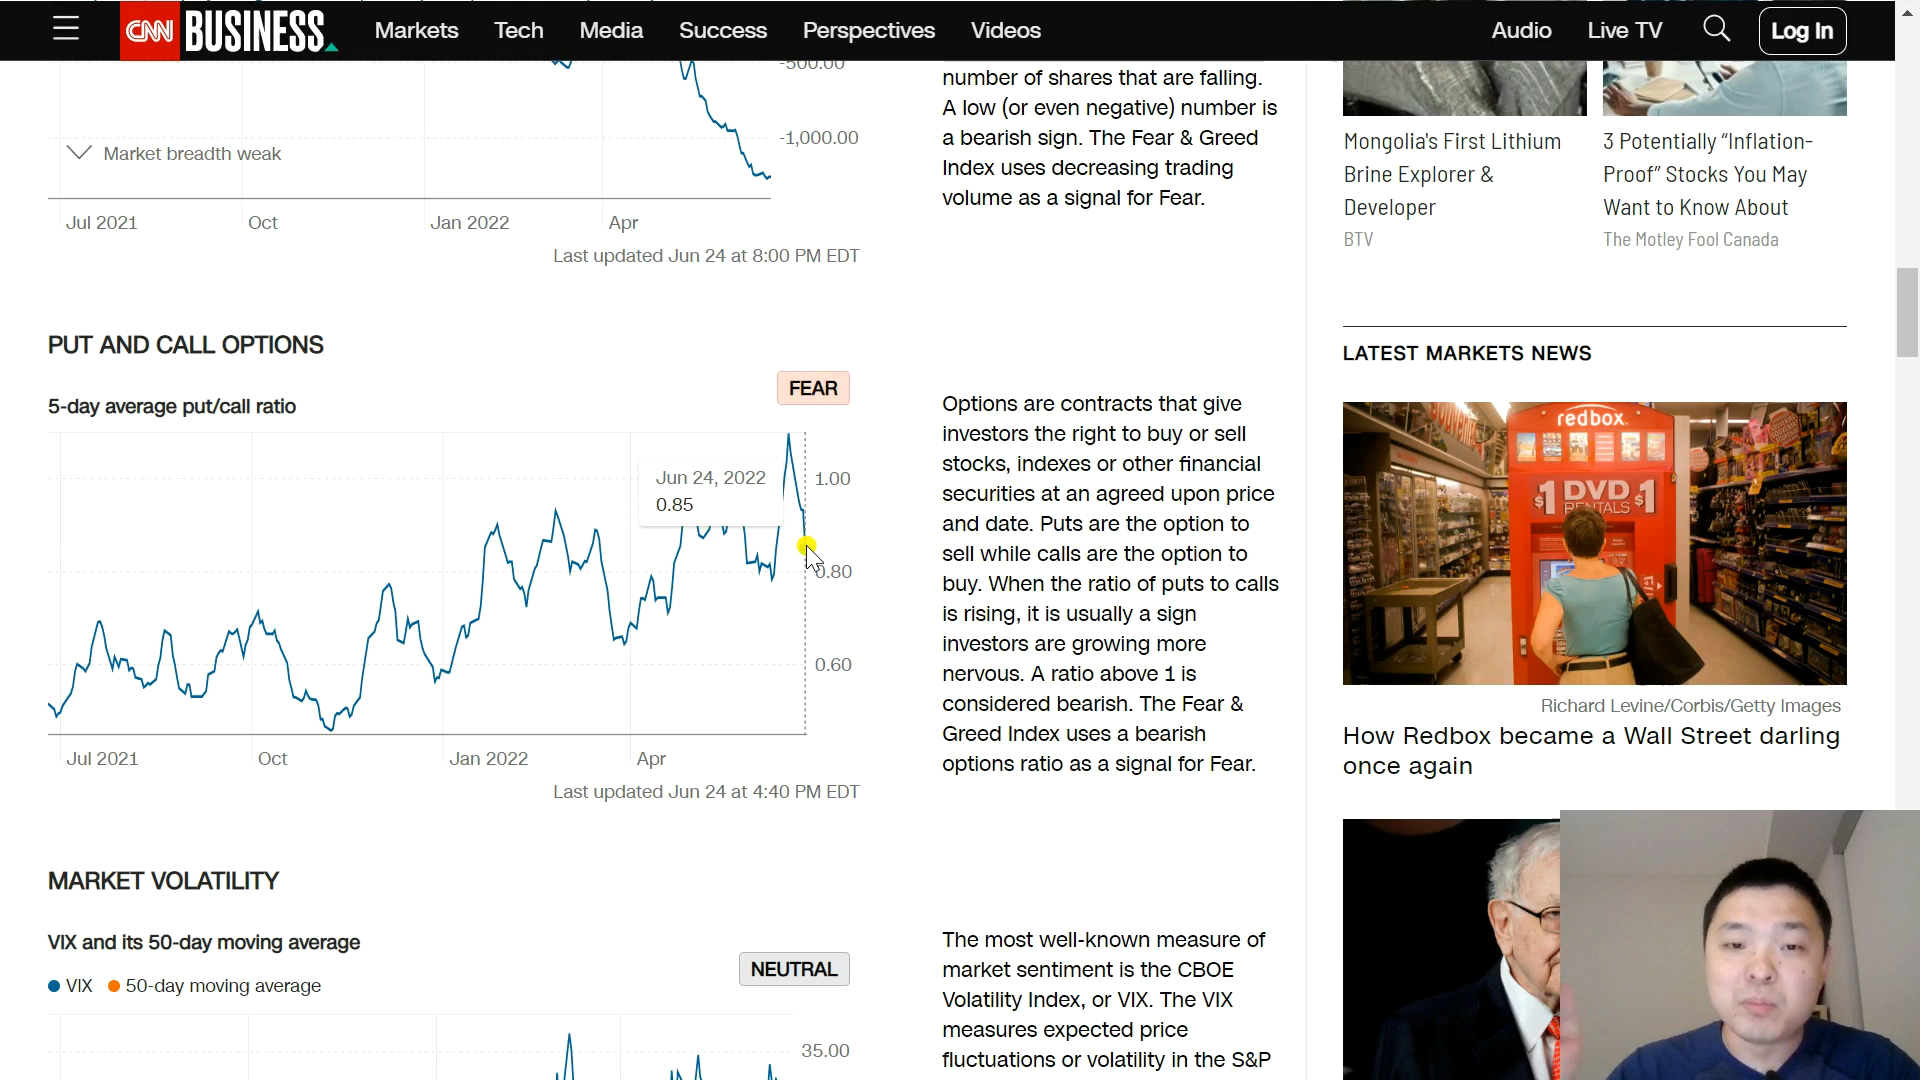 CNN BUSINESS Markets Tech Media Success Perspectives Videos Audio Live TV Log In
-500.00
-1,000.00
Market breadth weak
Jul 2021 Oct Jan 2022 Apr
Last updated Jun 24 at 8:00 PM EDT
number of shares that are falling.
A low (or even negative) number is
a bearish sign. The Fear & Greed
Index uses decreasing trading
volume as a signal for Fear.
Mongolia's First Lithium
Brine Explorer &
Developer
BTV
3 Potentially “Inflation-
Proof” Stocks You May
Want to Know About
The Motley Fool Canada
PUT AND CALL OPTIONS
FEAR
5-day average put/call ratio
Jun 24, 2022
0.85
1.00
0.80
0.60
Jul 2021 Oct Jan 2022 Apr
Last updated Jun 24 at 4:40 PM EDT
Options are contracts that give
investors the right to buy or sell
stocks, indexes or other financial
securities at an agreed upon price
and date. Puts are the option to
sell while calls are the option to
buy. When the ratio of puts to calls
is rising, it is usually a sign
investors are growing more
nervous. A ratio above 1 is
considered bearish. The Fear &
Greed Index uses a bearish
options ratio as a signal for Fear.
LATEST MARKETS NEWS
redbox.
$1 DVD $1
RENTALS
Richard Levine/Corbis/Getty Images
How Redbox became a Wall Street darling
once again
MARKET VOLATILITY
VIX and its 50-day moving average
NEUTRAL
VIX 50-day moving average
35.00
The most well-known measure of
market sentiment is the CBOE
Volatility Index, or VIX. The VIX
measures expected price
fluctuations or volatility in the S&P